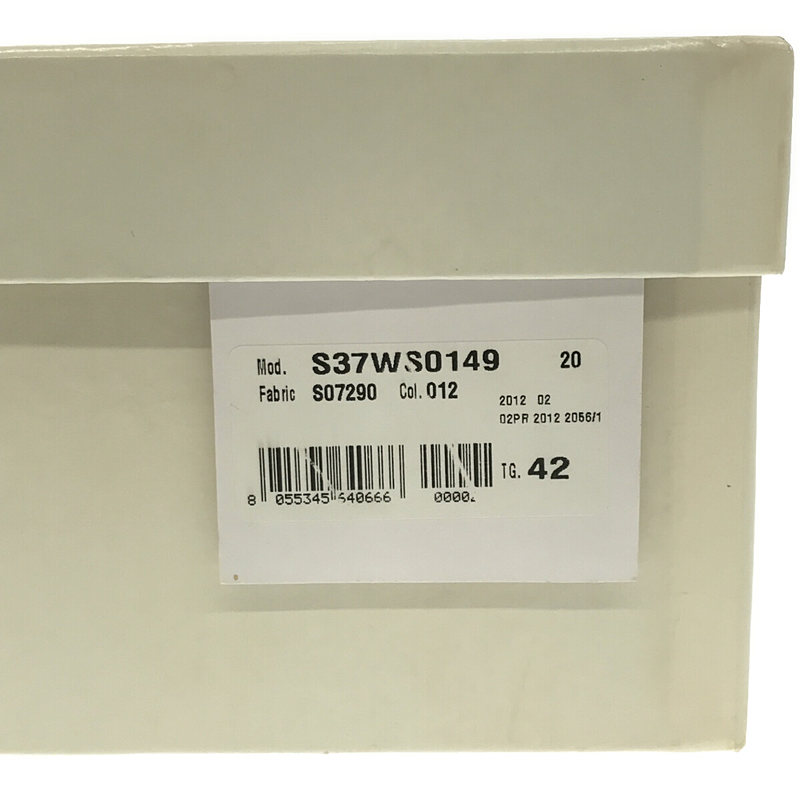 Mod. S37WS0149 20
Fabric S07290 Col. 012
2012 02
02PR 2012 2056/1
TG. 42
8 055345 640666